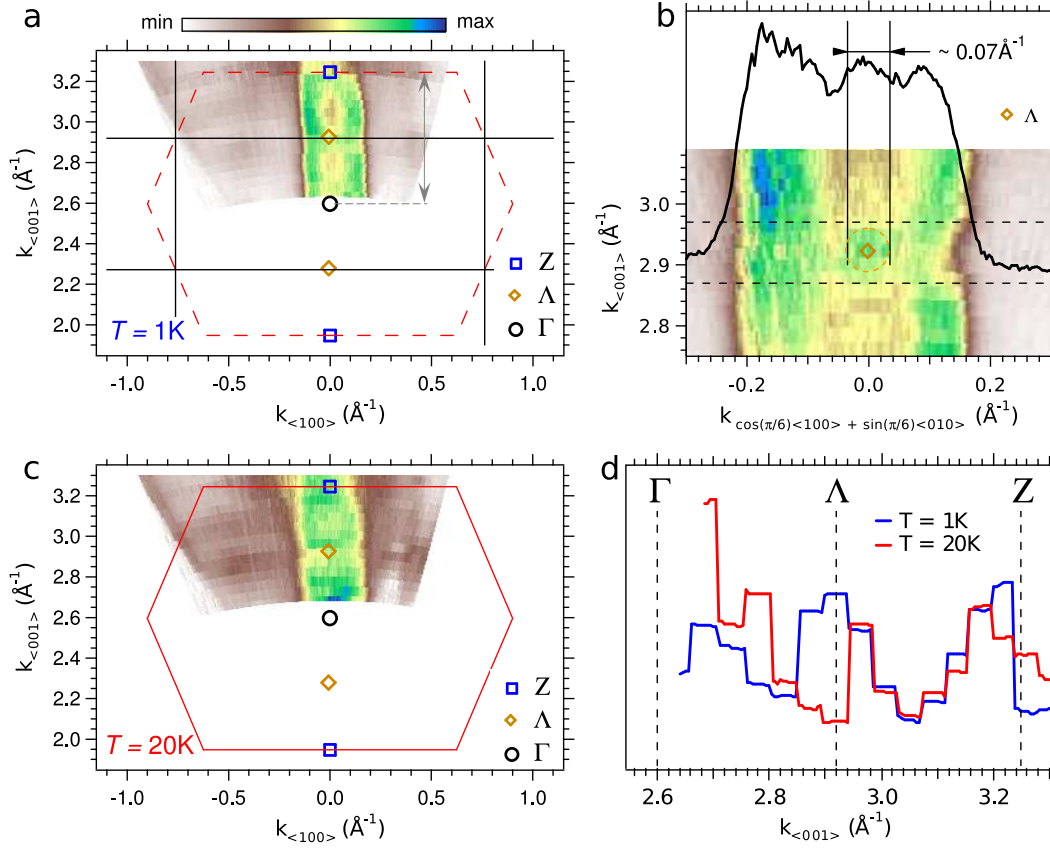 a
min
max
3.2
3.0
2.8
2.6
2.4
2.2
2.0
k<001> (Å-1)
Z
Λ
Γ
T = 1K
-1.0
-0.5
0.0
0.5
1.0
k<100> (Å-1)
b
~ 0.07Å-1
Λ
3.0
2.9
2.8
k<001> (Å-1)
-0.2
0.0
0.2
k cos(π/6)<100> + sin(π/6)<010> (Å-1)
c
3.2
3.0
2.8
2.6
2.4
2.2
2.0
k<001> (Å-1)
Z
Λ
Γ
T = 20K
-1.0
-0.5
0.0
0.5
1.0
k<100> (Å-1)
d
Γ
Λ
Z
T = 1K
T = 20K
2.6
2.8
3.0
3.2
k<001> (Å-1)